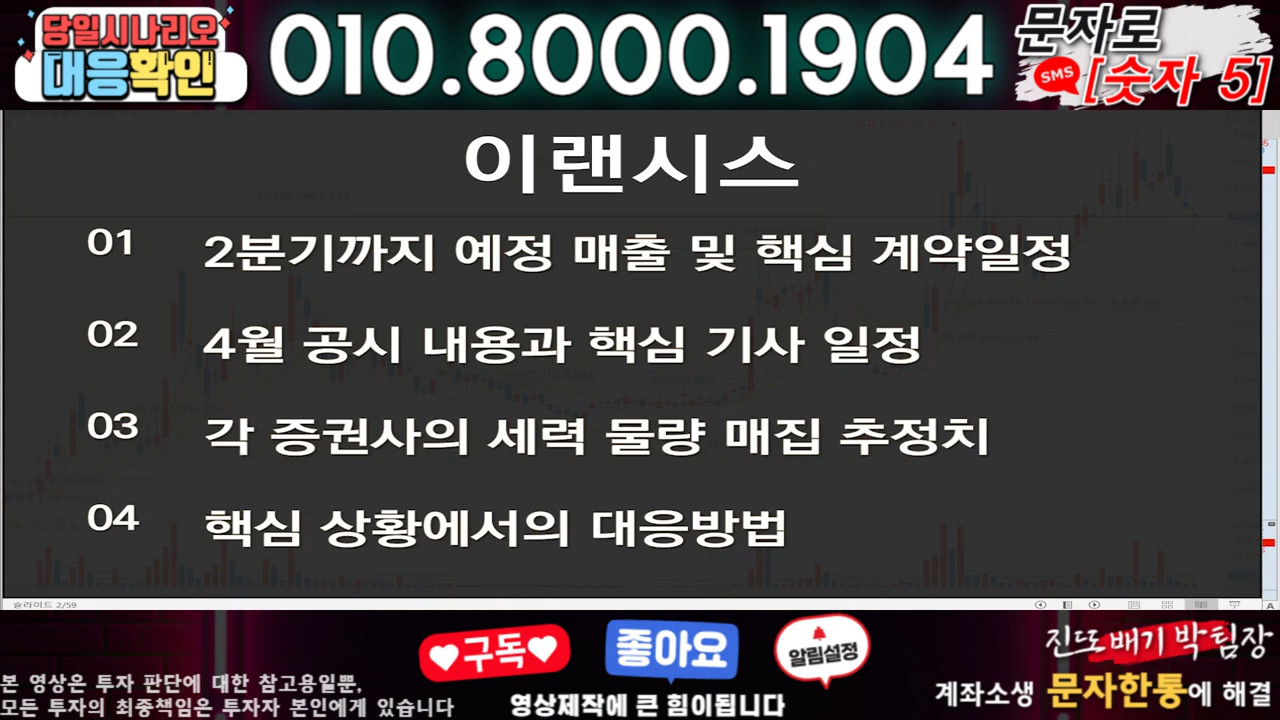 당일시나리오
대응확인
010.8000.1904
문자로
SMS
[숫자 5]
이랜시스
01 2분기까지 예정 매출 및 핵심 계약일정
02 4월 공시 내용과 핵심 기사 일정
03 각 증권사의 세력 물량 매집 추정치
04 핵심 상황에서의 대응방법
슬라이드 2/59
구독
좋아요
알림설정
영상제작에 큰 힘이됩니다
본 영상은 투자 판단에 대한 참고용일뿐,
모든 투자의 최종책임은 투자자 본인에게 있습니다
진또배기 박팀장
계좌소생 문자한통에 해결